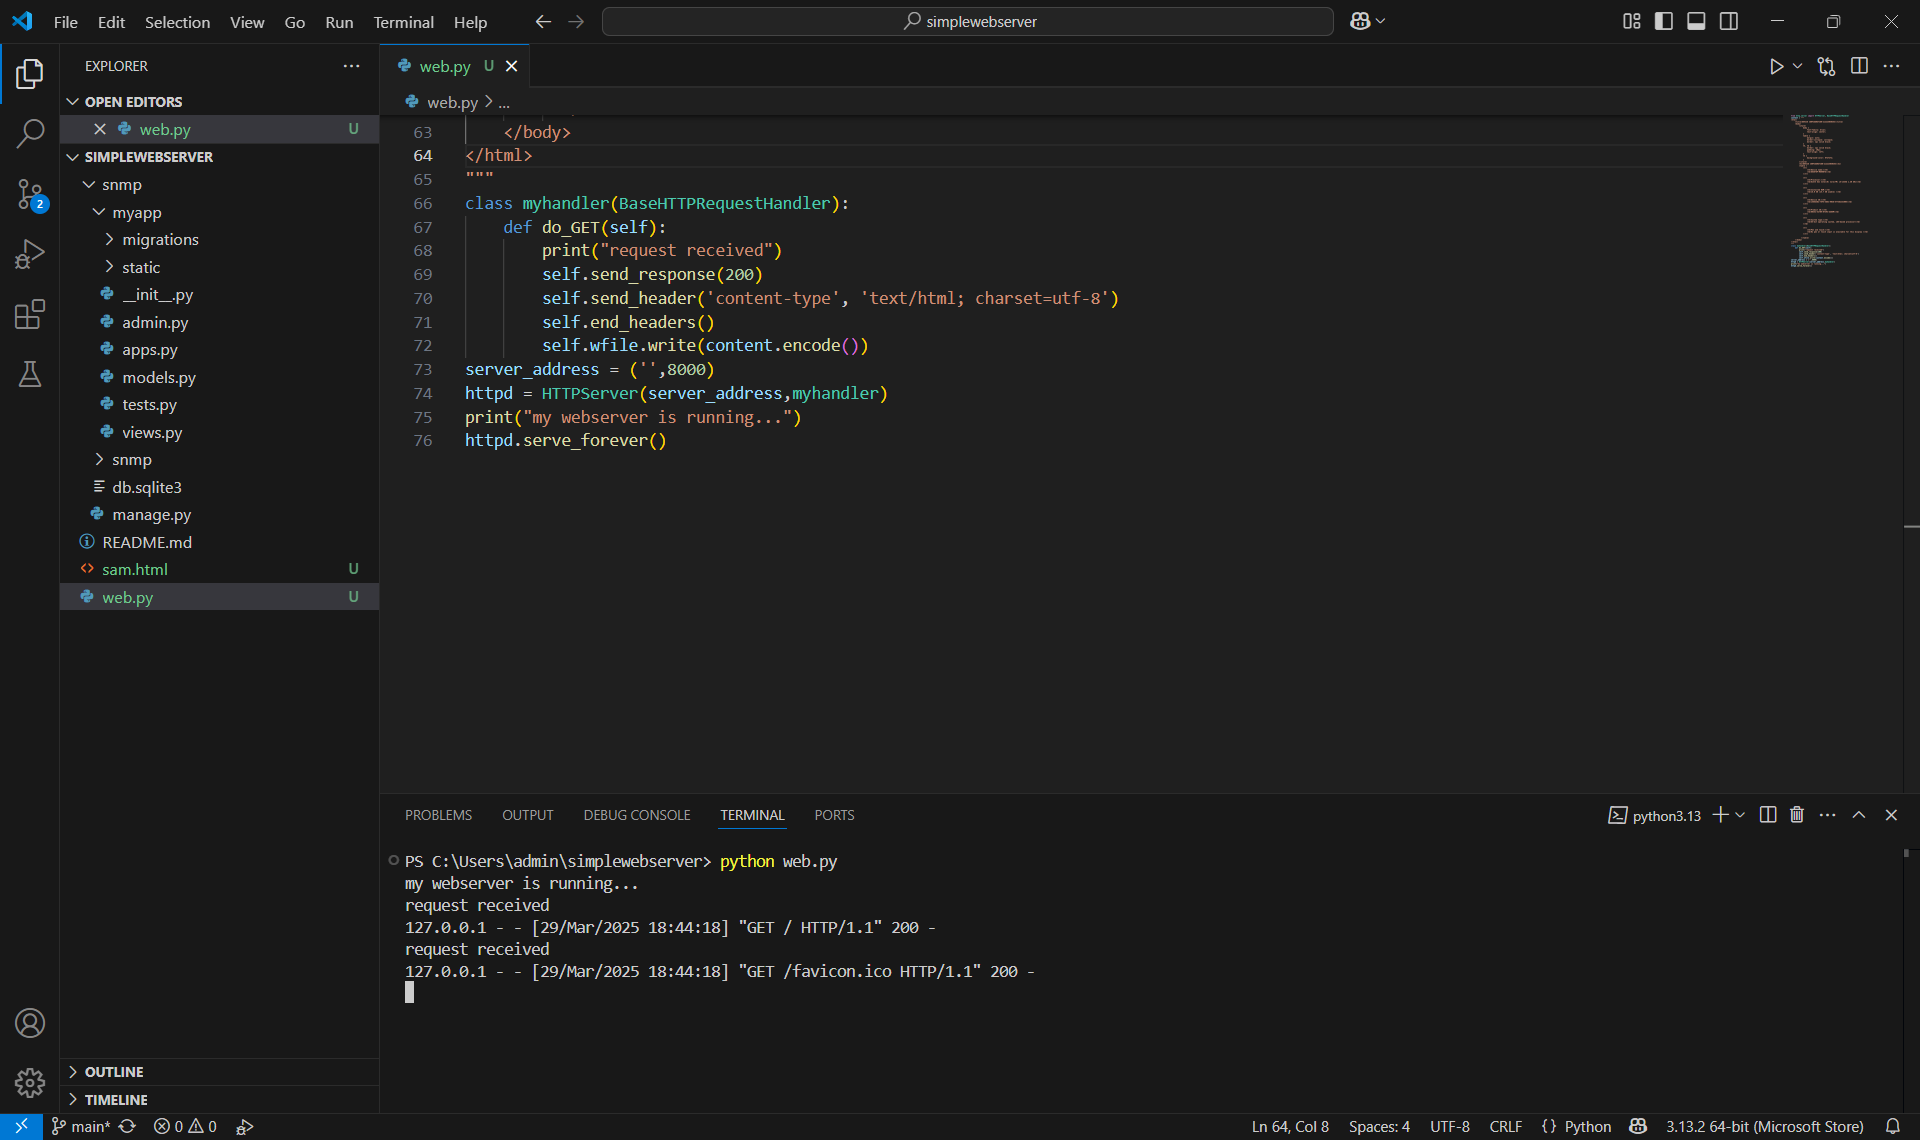 File Edit Selection View Go Run Terminal Help
simplewebserver
EXPLORER
OPEN EDITORS
web.py U
SIMPLEWEBSERVER
snmp
myapp
migrations
static
__init__.py
admin.py
apps.py
models.py
tests.py
views.py
snmp
db.sqlite3
manage.py
README.md
sam.html U
web.py U
OUTLINE
TIMELINE
2
web.py U
web.py > ...
63 </body>
64 </html>
65 """
66 class myhandler(BaseHTTPRequestHandler):
67 def do_GET(self):
68 print("request received")
69 self.send_response(200)
70 self.send_header('content-type', 'text/html; charset=utf-8')
71 self.end_headers()
72 self.wfile.write(content.encode())
73 server_address = ('',8000)
74 httpd = HTTPServer(server_address,myhandler)
75 print("my webserver is running...")
76 httpd.serve_forever()
PROBLEMS OUTPUT DEBUG CONSOLE TERMINAL PORTS
python3.13
PS C:\Users\admin\simplewebserver> python web.py
my webserver is running...
request received
127.0.0.1 - - [29/Mar/2025 18:44:18] "GET / HTTP/1.1" 200 -
request received
127.0.0.1 - - [29/Mar/2025 18:44:18] "GET /favicon.ico HTTP/1.1" 200 -
main* 0 0
Ln 64, Col 8 Spaces: 4 UTF-8 CRLF {} Python 3.13.2 64-bit (Microsoft Store)